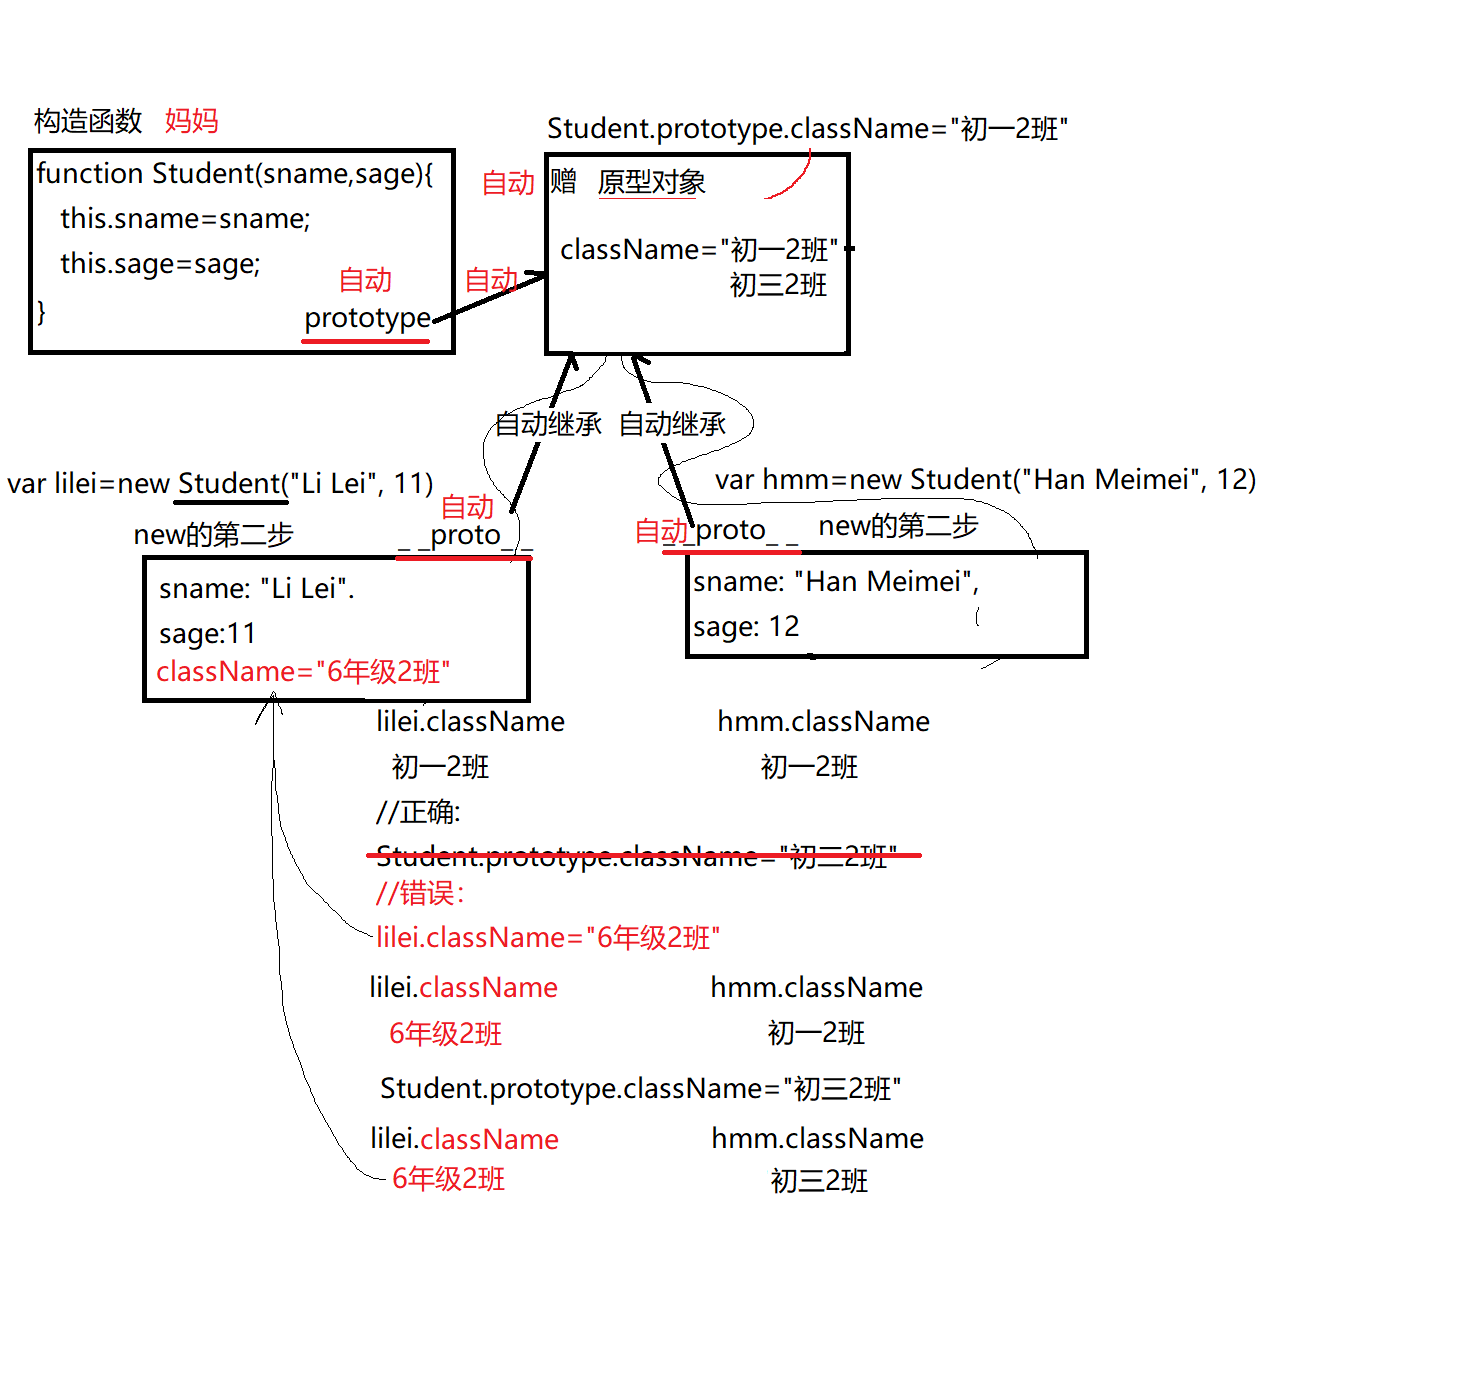 构造函数 妈妈
Student.prototype.className="初一2班"
function Student(sname,sage){
this.sname=sname;
this.sage=sage;
}
自动
prototype
自动
自动 赠 原型对象
className="初一2班"
初三2班
自动继承 自动继承
var lilei=new Student("Li Lei", 11)
自动
new的第二步 _ _proto_ _
sname: "Li Lei".
sage:11
className="6年级2班"
var hmm=new Student("Han Meimei", 12)
自动 _ _proto_ _ new的第二步
sname: "Han Meimei",
sage: 12
lilei.className hmm.className
初一2班 初一2班
//正确:
Student.prototype.className="初三2班"
//错误:
lilei.className="6年级2班"
lilei.className hmm.className
6年级2班 初一2班
Student.prototype.className="初三2班"
lilei.className hmm.className
6年级2班 初三2班